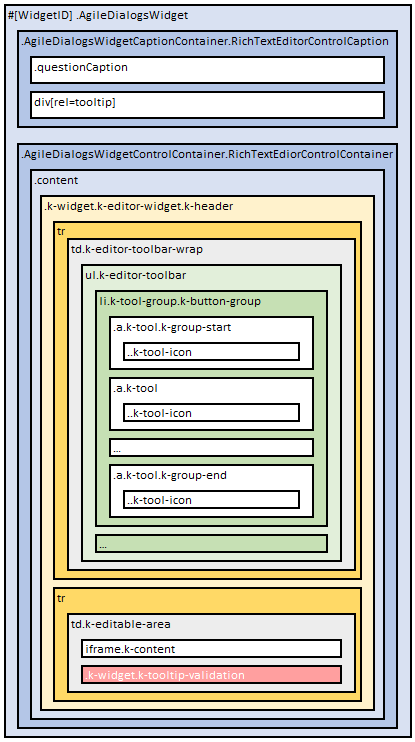 #[WidgetID] .AgileDialogsWidget
.AgileDialogsWidgetCaptionContainer.RichTextEditorControlCaption
.questionCaption
div[rel=tooltip]
.AgileDialogsWidgetControlContainer.RichTextEdiorControlContainer
.content
.k-widget.k-editor-widget.k-header
tr
td.k-editor-toolbar-wrap
ul.k-editor-toolbar
li.k-tool-group.k-button-group
.a.k-tool.k-group-start
..k-tool-icon
.a.k-tool
..k-tool-icon
...
.a.k-tool.k-group-end
..k-tool-icon
...
tr
td.k-editable-area
iframe.k-content
.k-widget.k-tooltip-validation